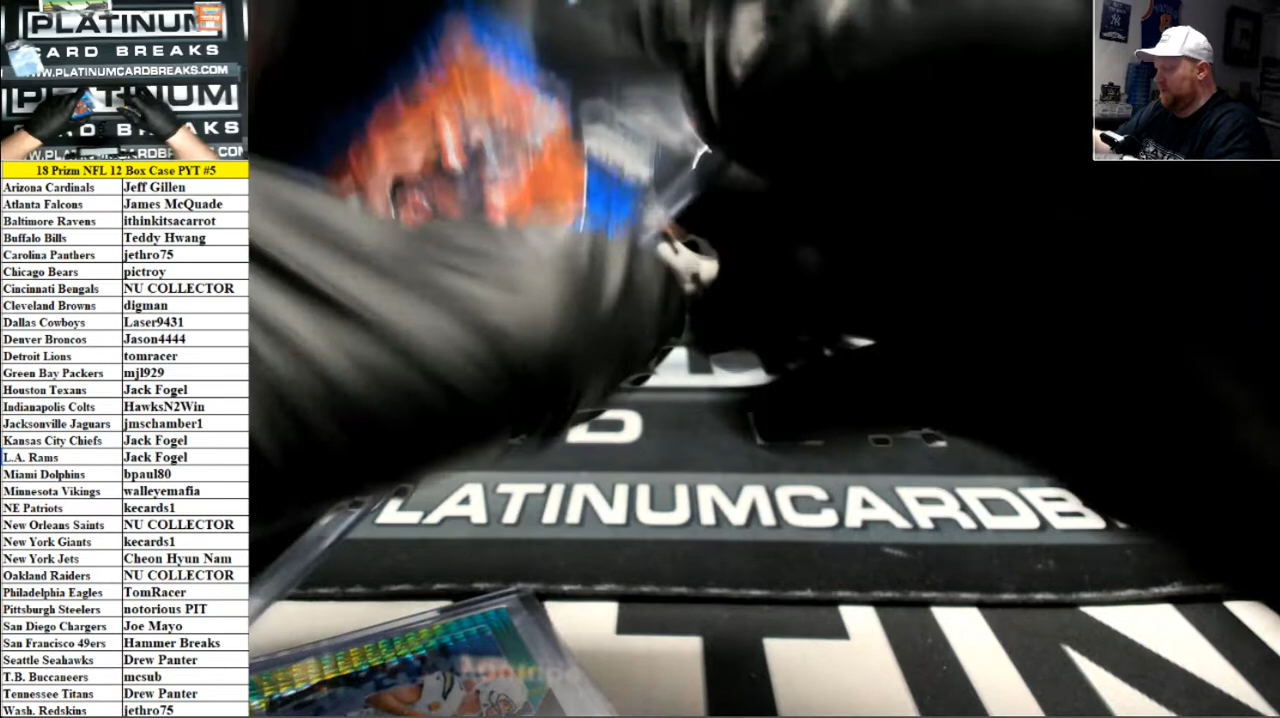 PLATINUM
CARD BREAKS
WWW.PLATINUMCARDBREAKS.COM
PLATINUM
CARD BREAKS
18 Prizm NFL 12 Box Case PYT #5
Arizona Cardinals Jeff Gillen
Atlanta Falcons James McQuade
Baltimore Ravens ithinkitsacarrot
Buffalo Bills Teddy Hwang
Carolina Panthers jethro75
Chicago Bears pictroy
Cincinnati Bengals NU COLLECTOR
Cleveland Browns digman
Dallas Cowboys Laser9431
Denver Broncos Jason4444
Detroit Lions tomracer
Green Bay Packers mjl929
Houston Texans Jack Fogel
Indianapolis Colts HawksN2Win
Jacksonville Jaguars jmschamber1
Kansas City Chiefs Jack Fogel
L.A. Rams Jack Fogel
Miami Dolphins bpaul80
Minnesota Vikings walleyemafia
NE Patriots kecards1
New Orleans Saints NU COLLECTOR
New York Giants kecards1
New York Jets Cheon Hyun Nam
Oakland Raiders NU COLLECTOR
Philadelphia Eagles TomRacer
Pittsburgh Steelers notorious PIT
San Diego Chargers Joe Mayo
San Francisco 49ers Hammer Breaks
Seattle Seahawks Drew Panter
T.B. Buccaneers mcsub
Tennessee Titans Drew Panter
Wash. Redskins jethro75
D
LATINUMCARDB
TIN